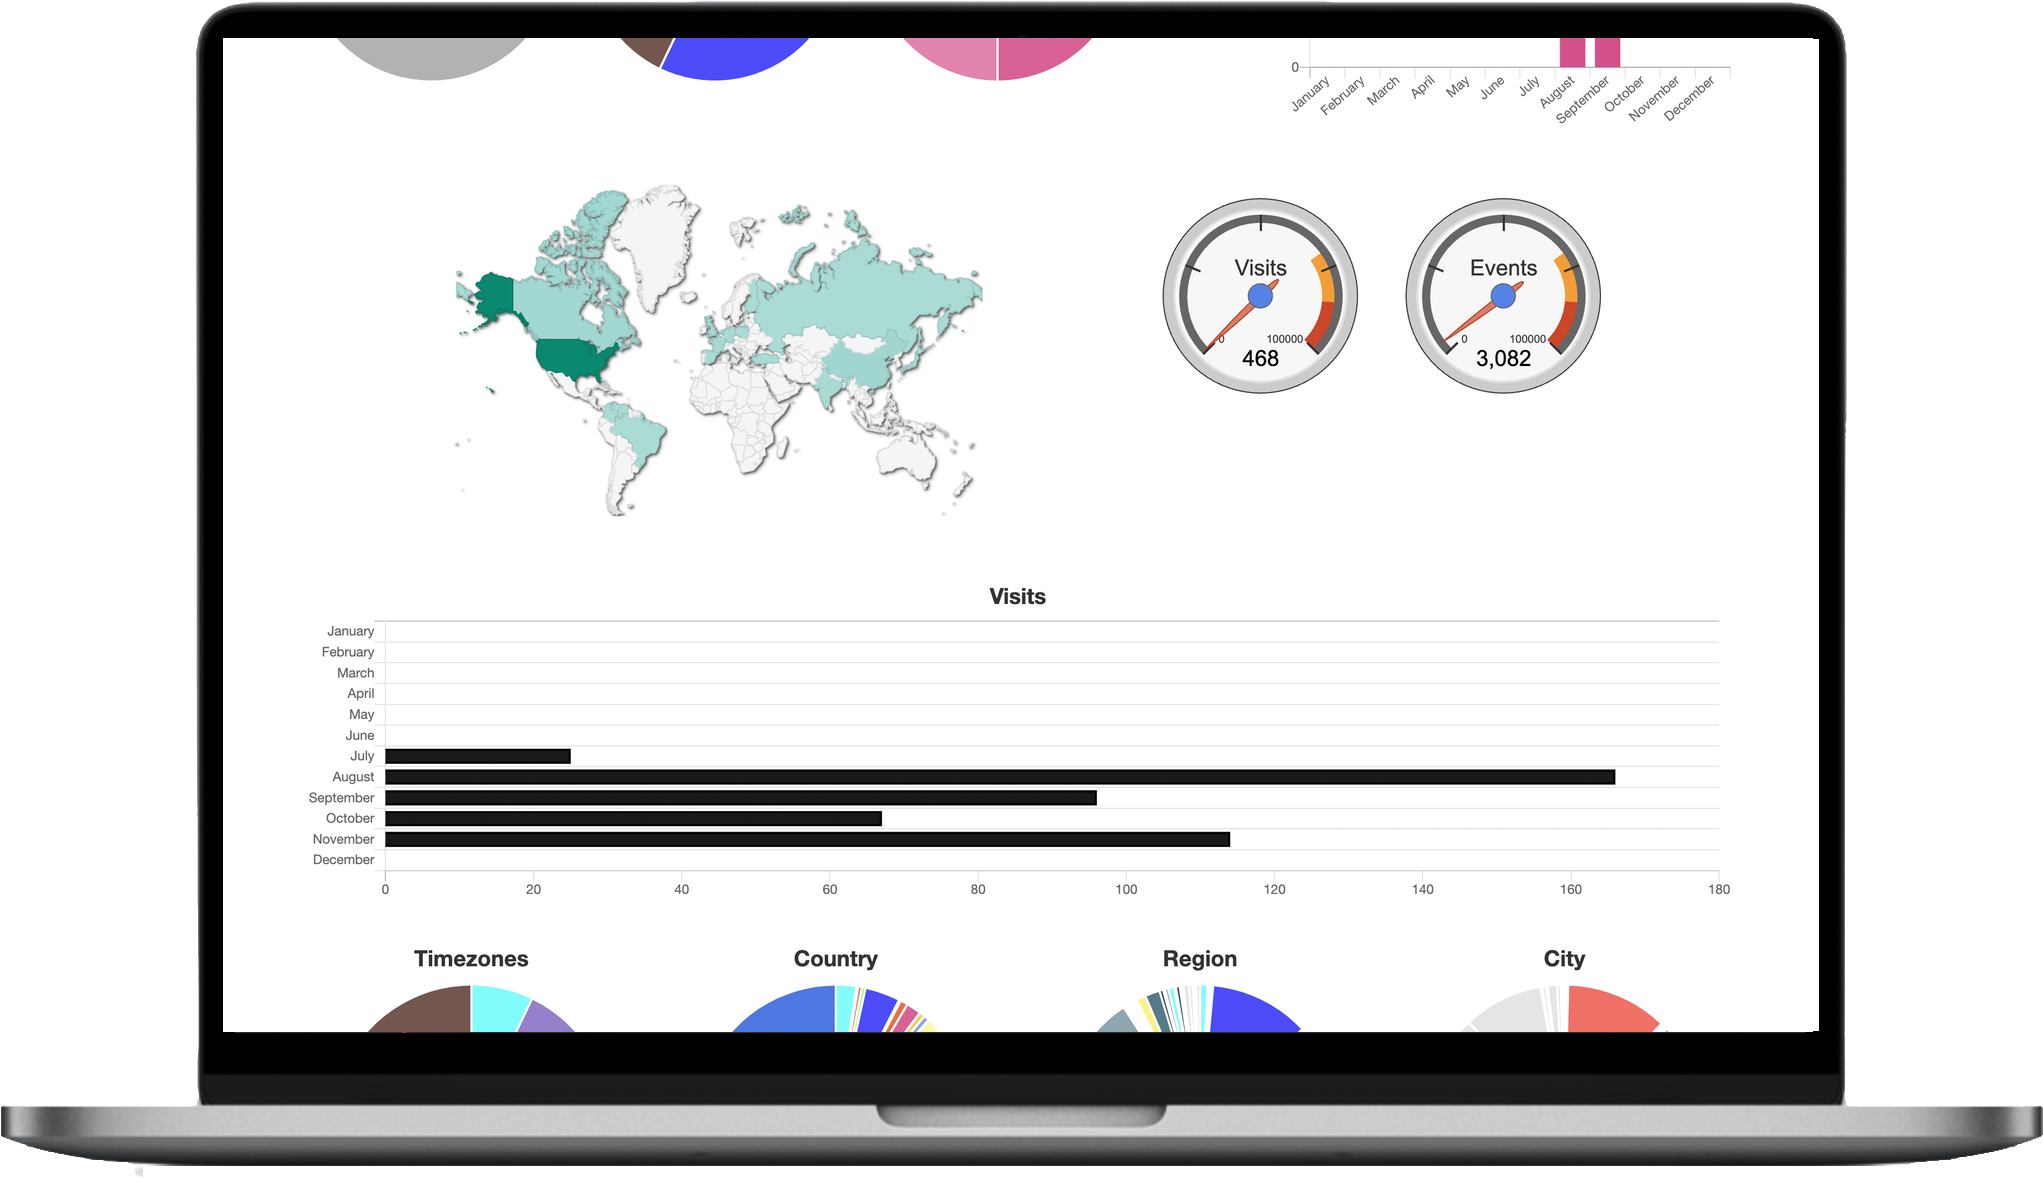 0
January February March April May June July August September October November December
Visits
0 100000
468
Events
0 100000
3,082
Visits
January
February
March
April
May
June
July
August
September
October
November
December
0 20 40 60 80 100 120 140 160 180
Timezones Country Region City